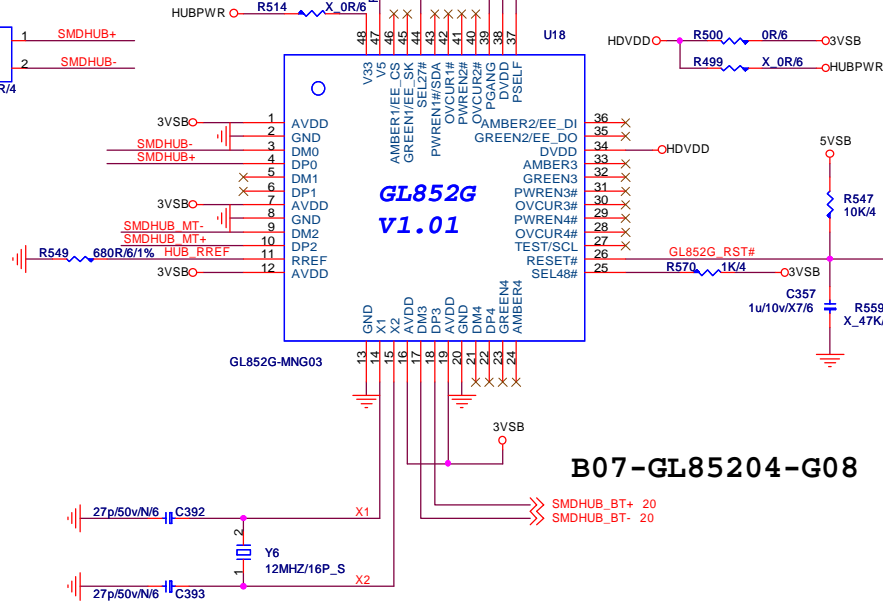 HUBPWR R514 X_0R/6
1 SMDHUB+
2 SMDHUB-
R/4
U18
HDVDD R500 0R/6 3VSB
R499 X_0R/6 HUBPWR
48 47 46 45 44 43 42 41 40 39 38 37
V33
V5
AMBER1/EE_CS
GREEN1/EE_SK
SEL27#
PWREN1#/SDA
OVCUR1#
PWREN2#
OVCUR2#
PGANG
DVDD
PSELF
3VSB 1 AVDD
2 GND
SMDHUB- 3 DM0
SMDHUB+ 4 DP0
5 DM1
6 DP1
3VSB 7 AVDD
8 GND
SMDHUB_MT- 9 DM2
SMDHUB_MT+ 10 DP2
R549 680R/6/1% HUB_RREF 11 RREF
3VSB 12 AVDD
GL852G
V1.01
AMBER2/EE_DI 36
GREEN2/EE_DO 35
DVDD 34 HDVDD
AMBER3 33
GREEN3 32
PWREN3# 31
OVCUR3# 30
PWREN4# 29
OVCUR4# 28
TEST/SCL 27
RESET# 26 GL852G_RST#
SEL48# 25 R570 1K/4 3VSB
5VSB
R547
10K/4
C357
1u/10v/X7/6
R559
X_47K/
GND
X1
X2
AVDD
DM3
DP3
AVDD
GND
DM4
DP4
GREEN4
AMBER4
13 14 15 16 17 18 19 20 21 22 23 24
GL852G-MNG03
3VSB
B07-GL85204-G08
SMDHUB_BT+ 20
SMDHUB_BT- 20
27p/50v/N/6 C392 X1
2
Y6
1 12MHZ/16P_S
27p/50v/N/6 C393 X2